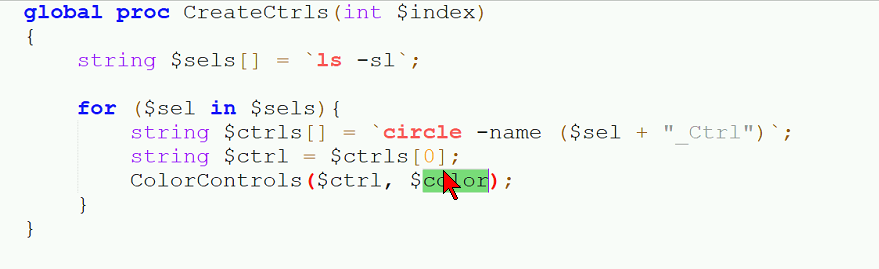 global proc CreateCtrls(int $index)
{
    string $sels[] = `ls -sl`;
    for ($sel in $sels){
        string $ctrls[] = `circle -name ($sel + "_Ctrl")`;
        string $ctrl = $ctrls[0];
        ColorControls($ctrl, $color);
    }
}